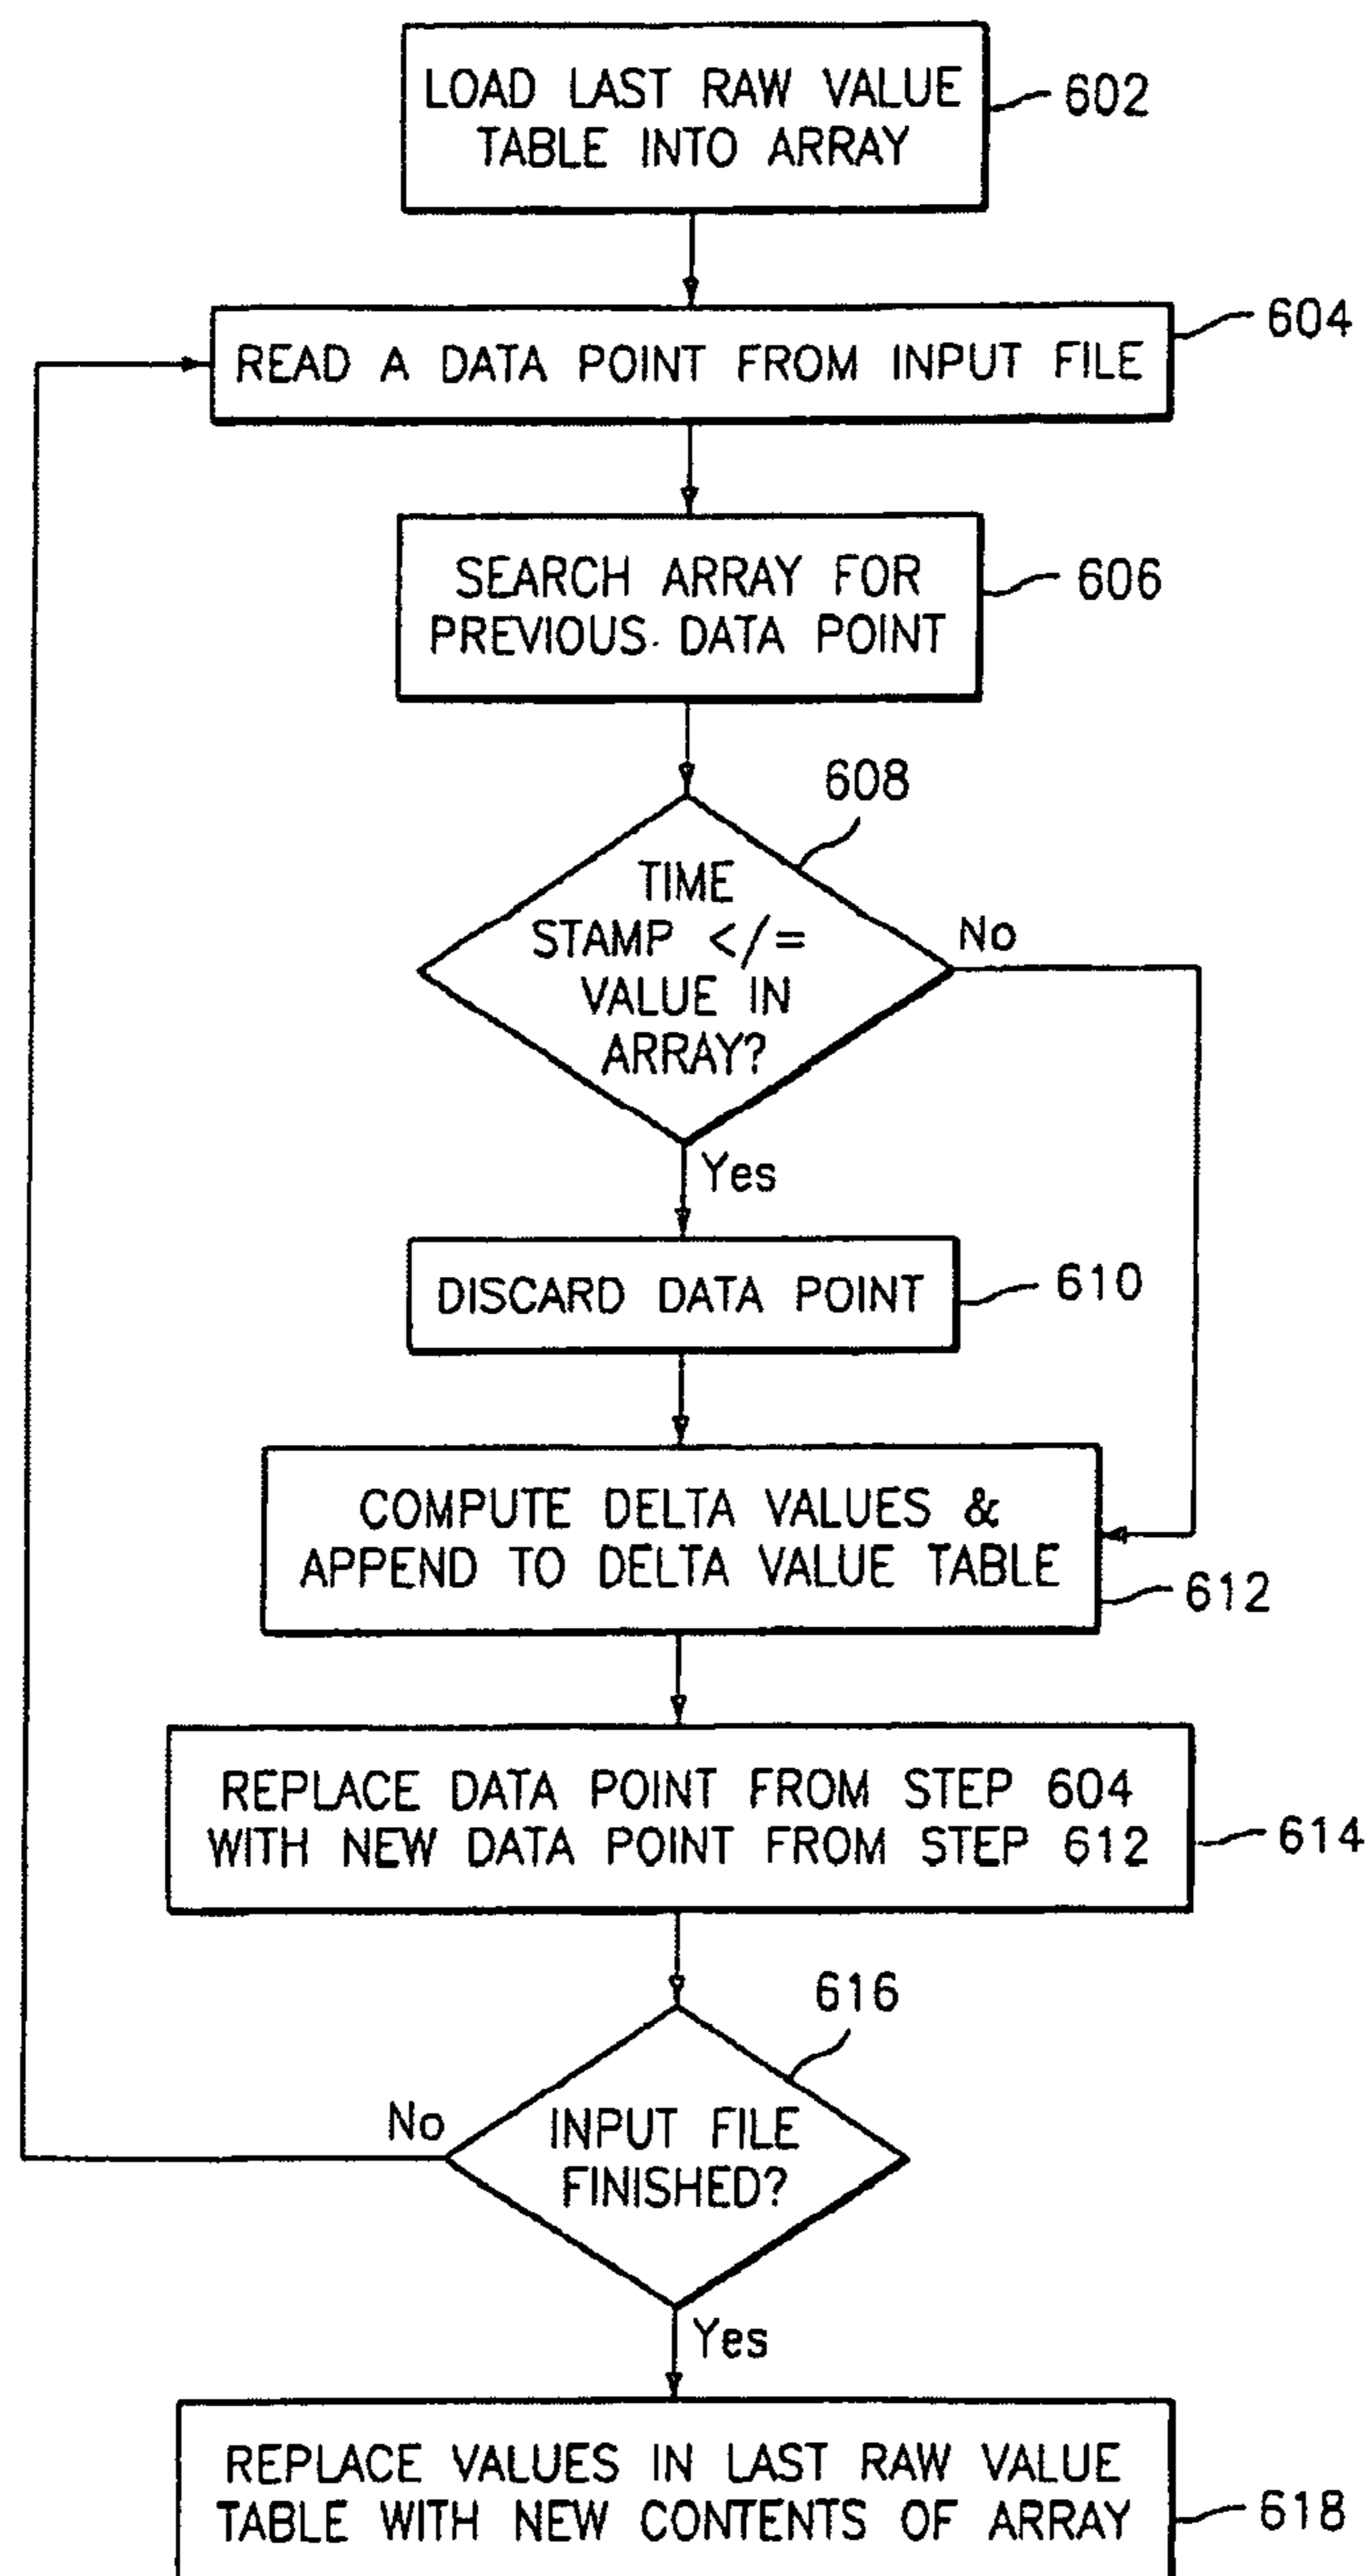 LOAD LAST RAW VALUE
TABLE INTO ARRAY
602
READ A DATA POINT FROM INPUT FILE
604
SEARCH ARRAY FOR
PREVIOUS DATA POINT
606
608
TIME
STAMP </=
VALUE IN
ARRAY?
No
Yes
DISCARD DATA POINT
610
COMPUTE DELTA VALUES &
APPEND TO DELTA VALUE TABLE
612
REPLACE DATA POINT FROM STEP 604
WITH NEW DATA POINT FROM STEP 612
614
616
INPUT FILE
FINISHED?
No
Yes
REPLACE VALUES IN LAST RAW VALUE
TABLE WITH NEW CONTENTS OF ARRAY
618